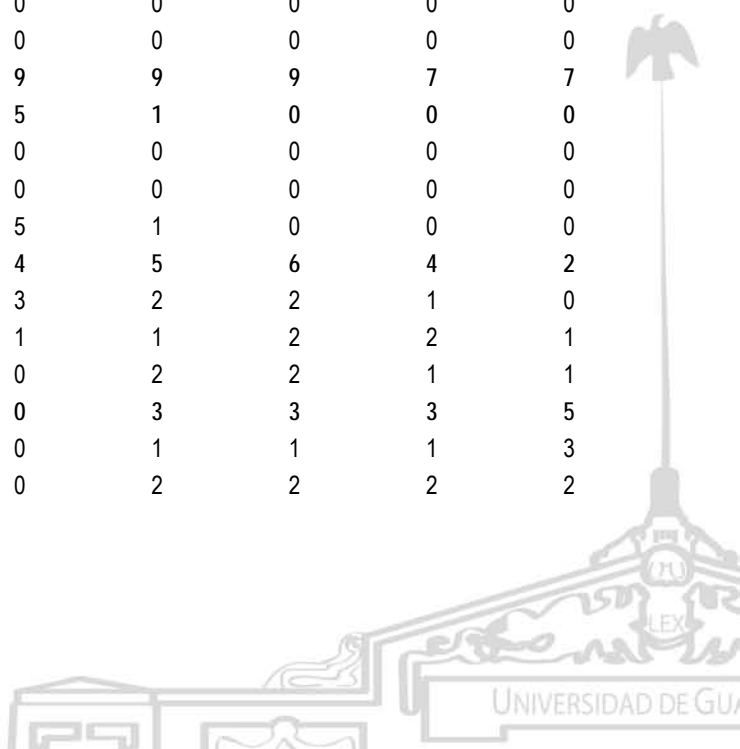 0 0 0 0 0
0 0 0 0 0
9 9 9 7 7
5 1 0 0 0
0 0 0 0 0
0 0 0 0 0
5 1 0 0 0
4 5 6 4 2
3 2 2 1 0
1 1 2 2 1
0 2 2 1 1
0 3 3 3 5
0 1 1 1 3
0 2 2 2 2
LEX
UNIVERSIDAD DE